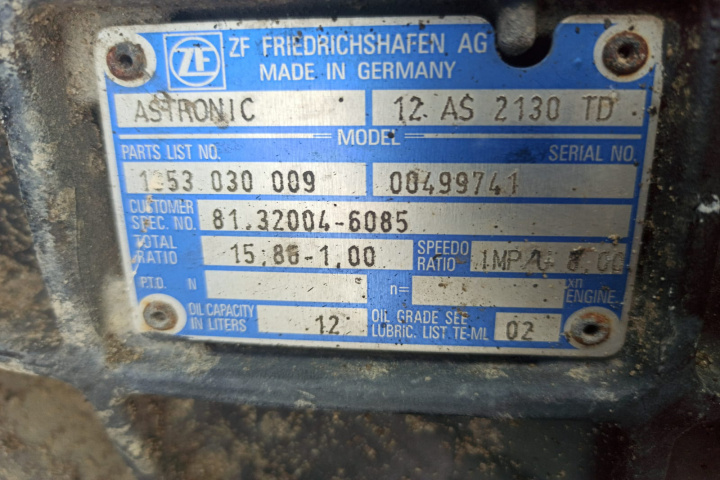 ZF ZF FRIEDRICHSHAFEN AG
MADE IN GERMANY
ASTRONIC 12 AS 2130 TD
MODEL
PARTS LIST NO. SERIAL NO.
1353 030 009 00499741
CUSTOMER SPEC. NO. 81.32004-6085
TOTAL RATIO 15,86-1,00 SPEEDO RATIO IMP/U
P.T.O. N n= xn ENGINE
OIL CAPACITY IN LITERS 12 OIL GRADE SEE LUBRIC. LIST TE-ML 02